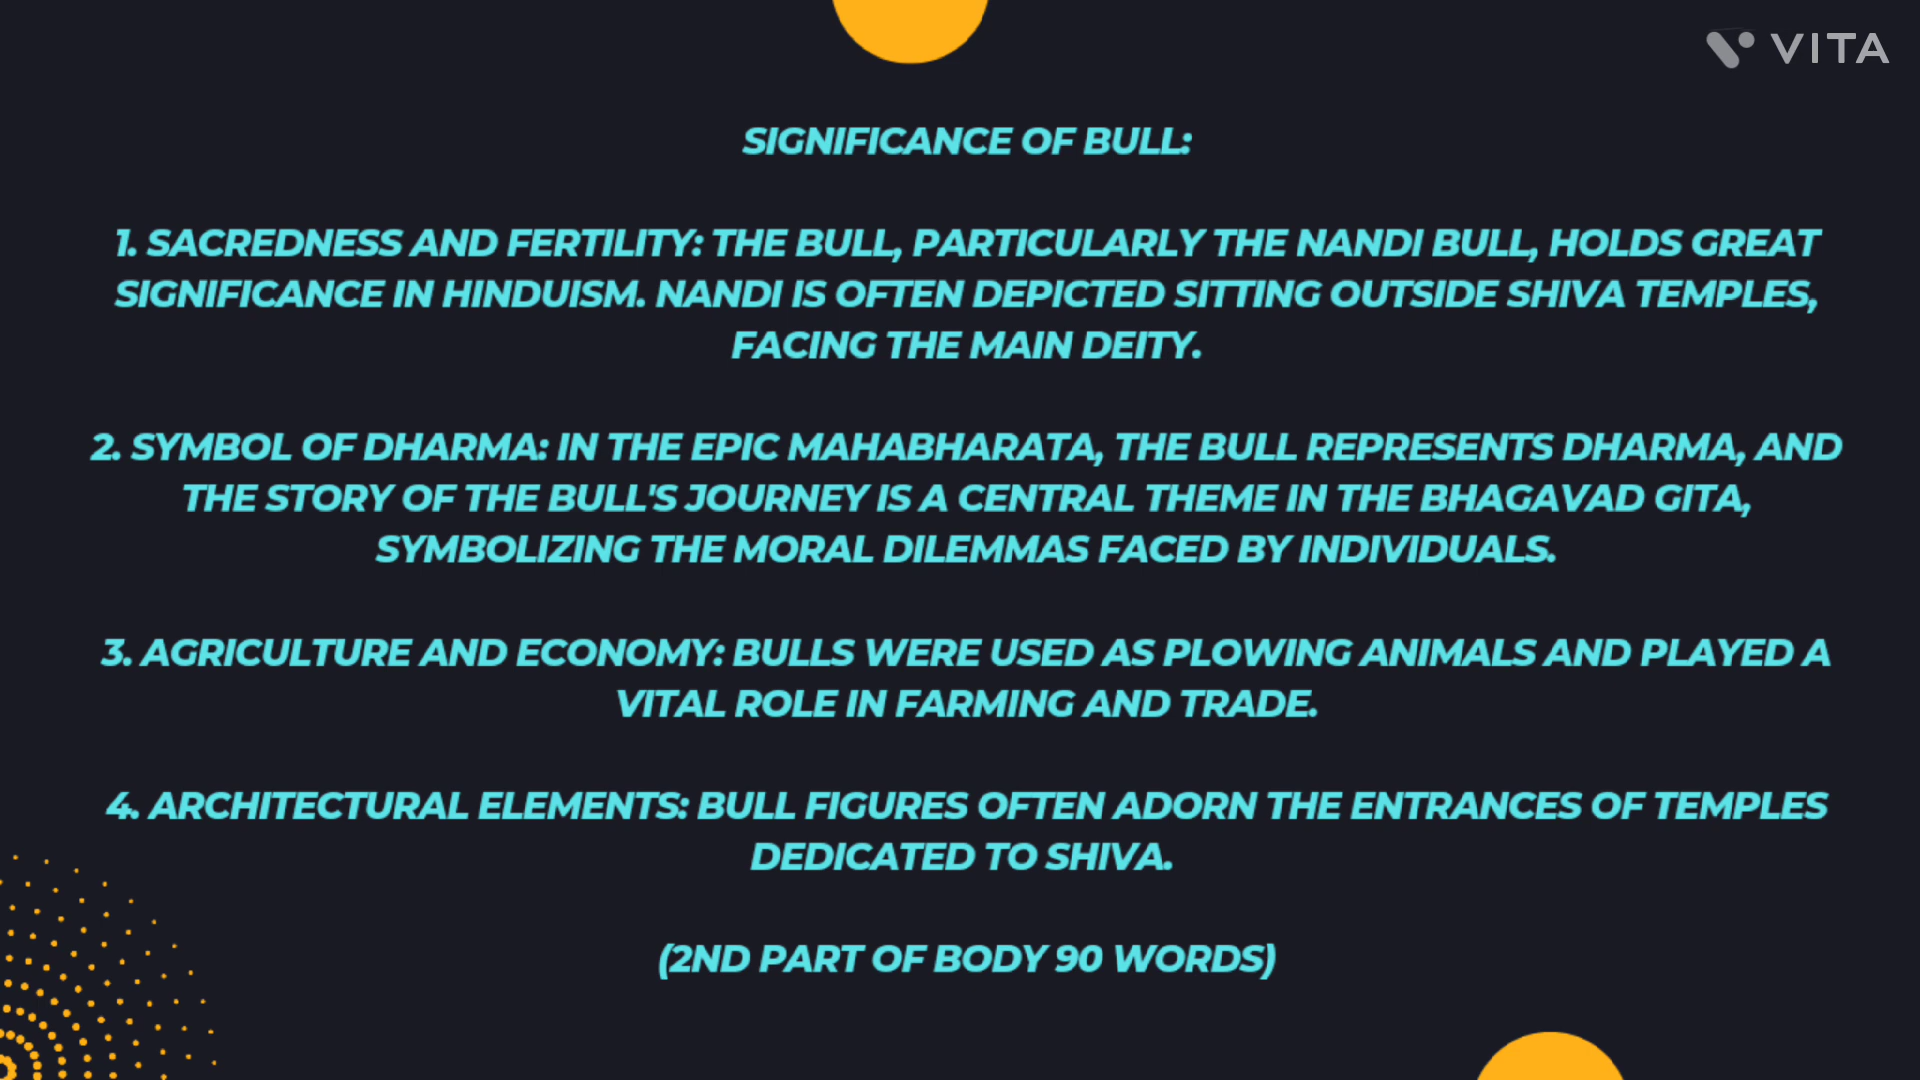 VITA
SIGNIFICANCE OF BULL:
1. SACREDNESS AND FERTILITY: THE BULL, PARTICULARLY THE NANDI BULL, HOLDS GREAT
SIGNIFICANCE IN HINDUISM. NANDI IS OFTEN DEPICTED SITTING OUTSIDE SHIVA TEMPLES,
FACING THE MAIN DEITY.
2. SYMBOL OF DHARMA: IN THE EPIC MAHABHARATA, THE BULL REPRESENTS DHARMA, AND
THE STORY OF THE BULL'S JOURNEY IS A CENTRAL THEME IN THE BHAGAVAD GITA,
SYMBOLIZING THE MORAL DILEMMAS FACED BY INDIVIDUALS.
3. AGRICULTURE AND ECONOMY: BULLS WERE USED AS PLOWING ANIMALS AND PLAYED A
VITAL ROLE IN FARMING AND TRADE.
4. ARCHITECTURAL ELEMENTS: BULL FIGURES OFTEN ADORN THE ENTRANCES OF TEMPLES
DEDICATED TO SHIVA.
(2ND PART OF BODY 90 WORDS)